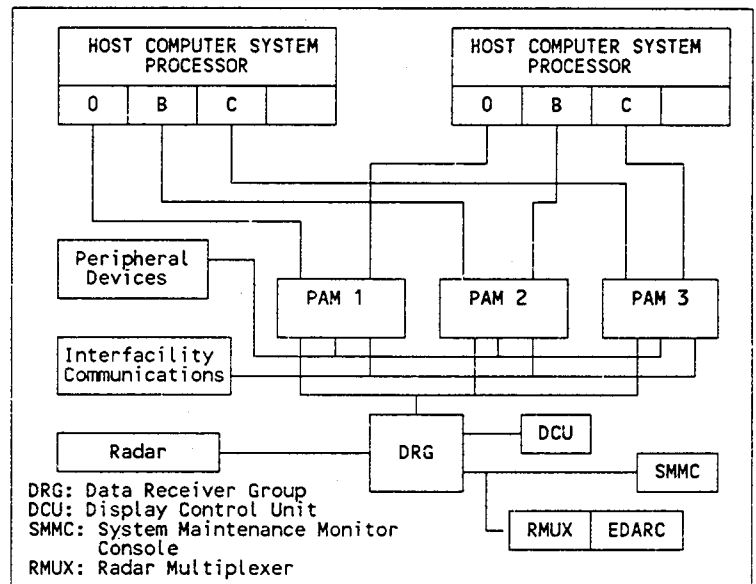 HOST COMPUTER SYSTEM
PROCESSOR
0 B C
HOST COMPUTER SYSTEM
PROCESSOR
0 B C
Peripheral
Devices
PAM 1
PAM 2
PAM 3
Interfacility
Communications
Radar
DRG
DCU
SMMC
RMUX EDARC
DRG: Data Receiver Group
DCU: Display Control Unit
SMMC: System Maintenance Monitor
Console
RMUX: Radar Multiplexer